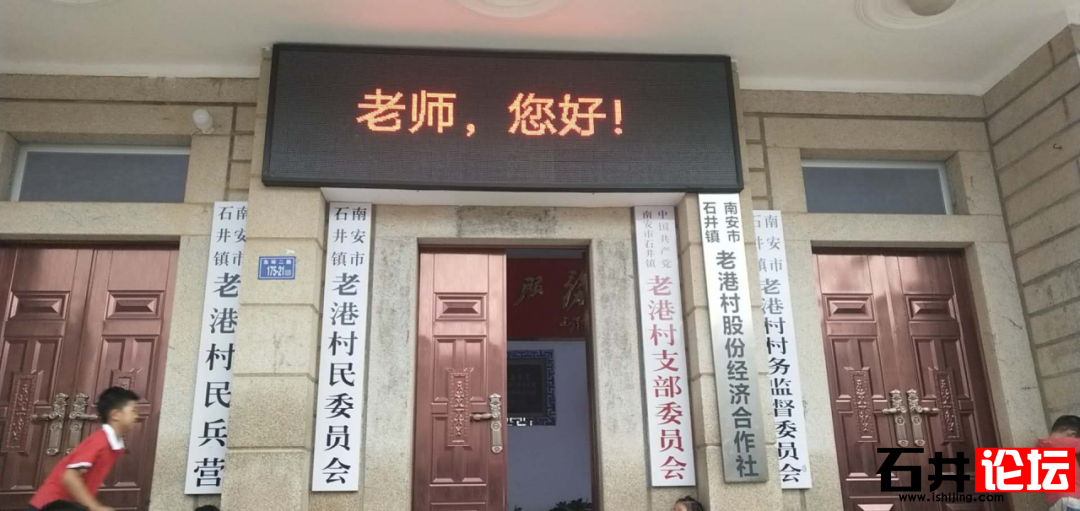 老师，您好！
南安市
石井镇
老港村民兵营
南安市
石井镇
老港村民委员会
中国共产党
南安市石井镇
老港村支部委员会
南安市
石井镇
老港村股份经济合作社
南安市
石井镇
老港村村务监督委员会
175-21
石井论坛
www.ishijing.com